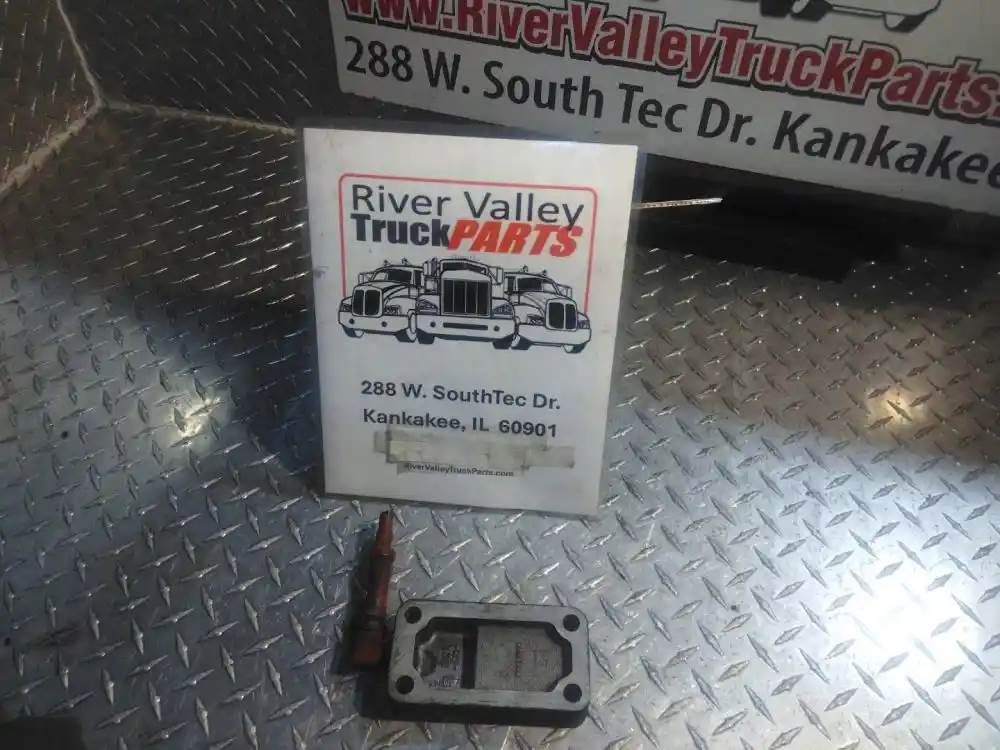 www.RiverValleyTruckParts.
288 W. South Tec Dr. Kankakee
River Valley
TruckPARTS
288 W. SouthTec Dr.
Kankakee, IL 60901
RiverValleyTruckParts.com